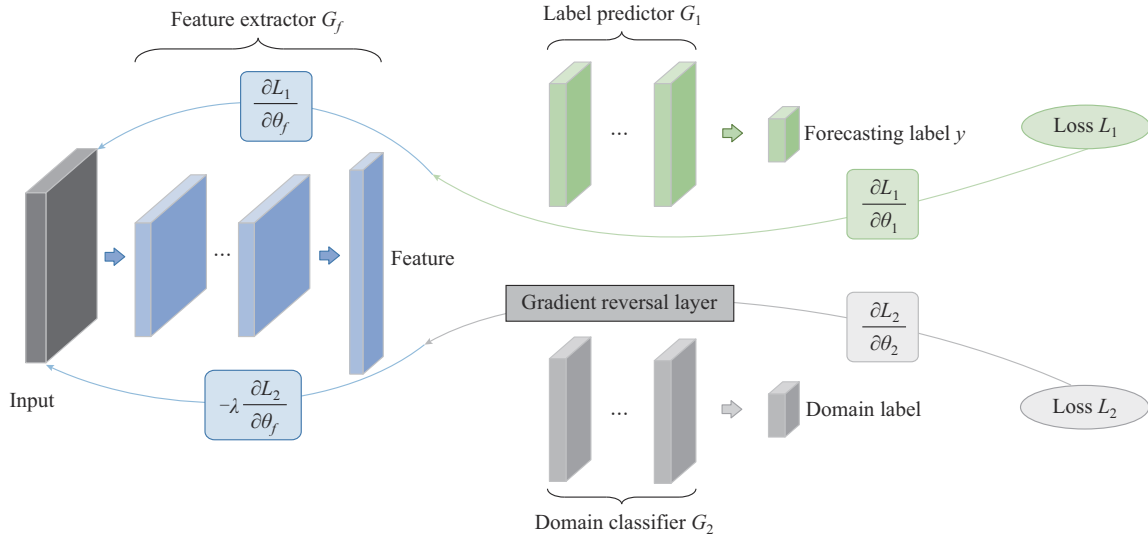 Feature extractor G_f
Label predictor G_1
∂L_1
∂θ_f
...
Forecasting label y
Loss L_1
∂L_1
∂θ_1
...
Feature
Gradient reversal layer
∂L_2
∂θ_2
Input
−λ ∂L_2
∂θ_f
...
Domain label
Loss L_2
Domain classifier G_2